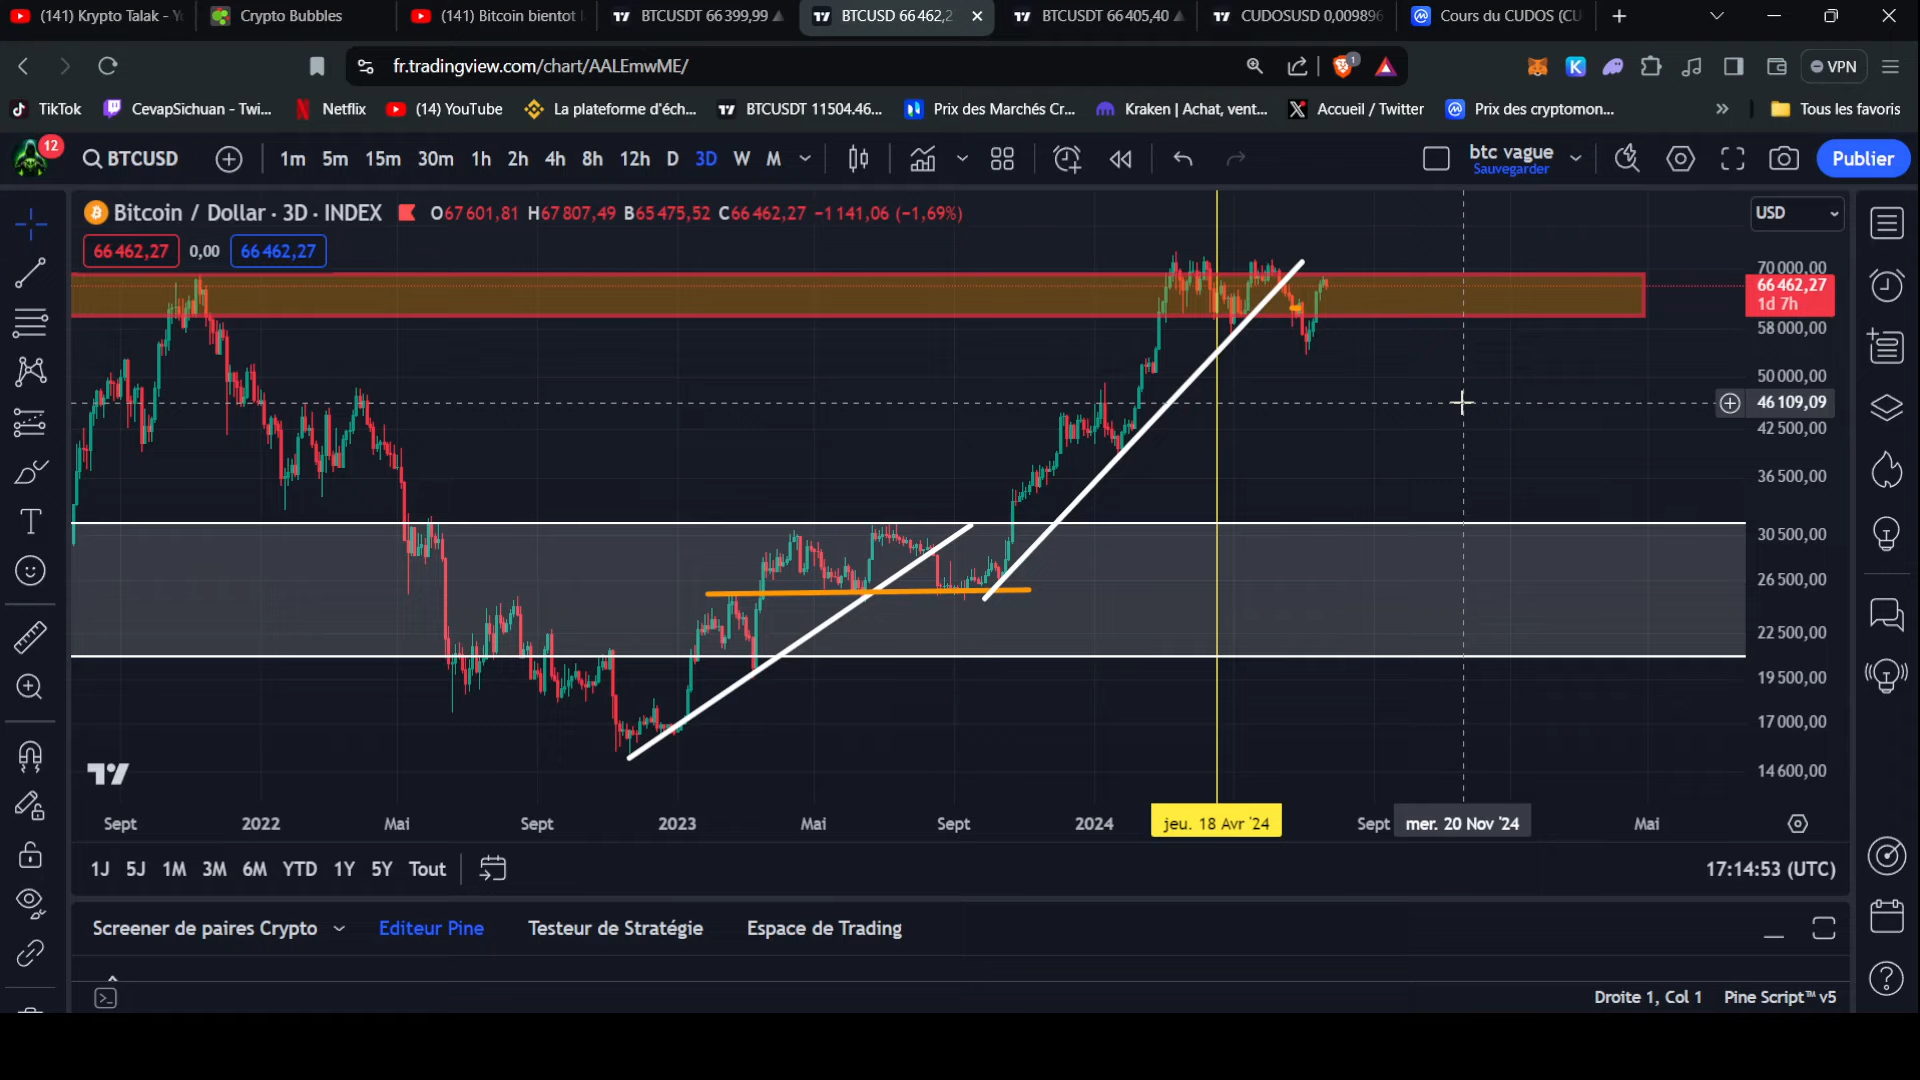 (141) Krypto Talak - Y
Crypto Bubbles
(141) Bitcoin bientot
BTCUSDT 66 399,99
BTCUSD 66 462,2
BTCUSDT 66 405,40
CUDOSUSD 0,009896
Cours du CUDOS (CU
fr.tradingview.com/chart/AALEmwME/
1
VPN
TikTok
CevapSichuan - Twi...
Netflix
(14) YouTube
La plateforme d'éch...
BTCUSDT 11504.46...
Prix des Marchés Cr...
Kraken | Achat, vent...
Accueil / Twitter
Prix des cryptomon...
»
Tous les favoris
12
BTCUSD
1m 5m 15m 30m 1h 2h 4h 8h 12h D 3D W M
btc vague
Sauvegarder
Publier
Bitcoin / Dollar · 3D · INDEX
O67 601,81 H67 807,49 B65 475,52 C66 462,27 −1 141,06 (−1,69%)
USD
66 462,27
0,00
66 462,27
70 000,00
66 462,27
1d 7h
58 000,00
50 000,00
46 109,09
42 500,00
36 500,00
30 500,00
26 500,00
22 500,00
19 500,00
17 000,00
14 600,00
Sept
2022
Mai
Sept
2023
Mai
Sept
2024
jeu. 18 Avr '24
Sept
mer. 20 Nov '24
Mai
1J 5J 1M 3M 6M YTD 1Y 5Y Tout
17:14:53 (UTC)
Screener de paires Crypto
Editeur Pine
Testeur de Stratégie
Espace de Trading
Droite 1, Col 1
Pine Script™ v5